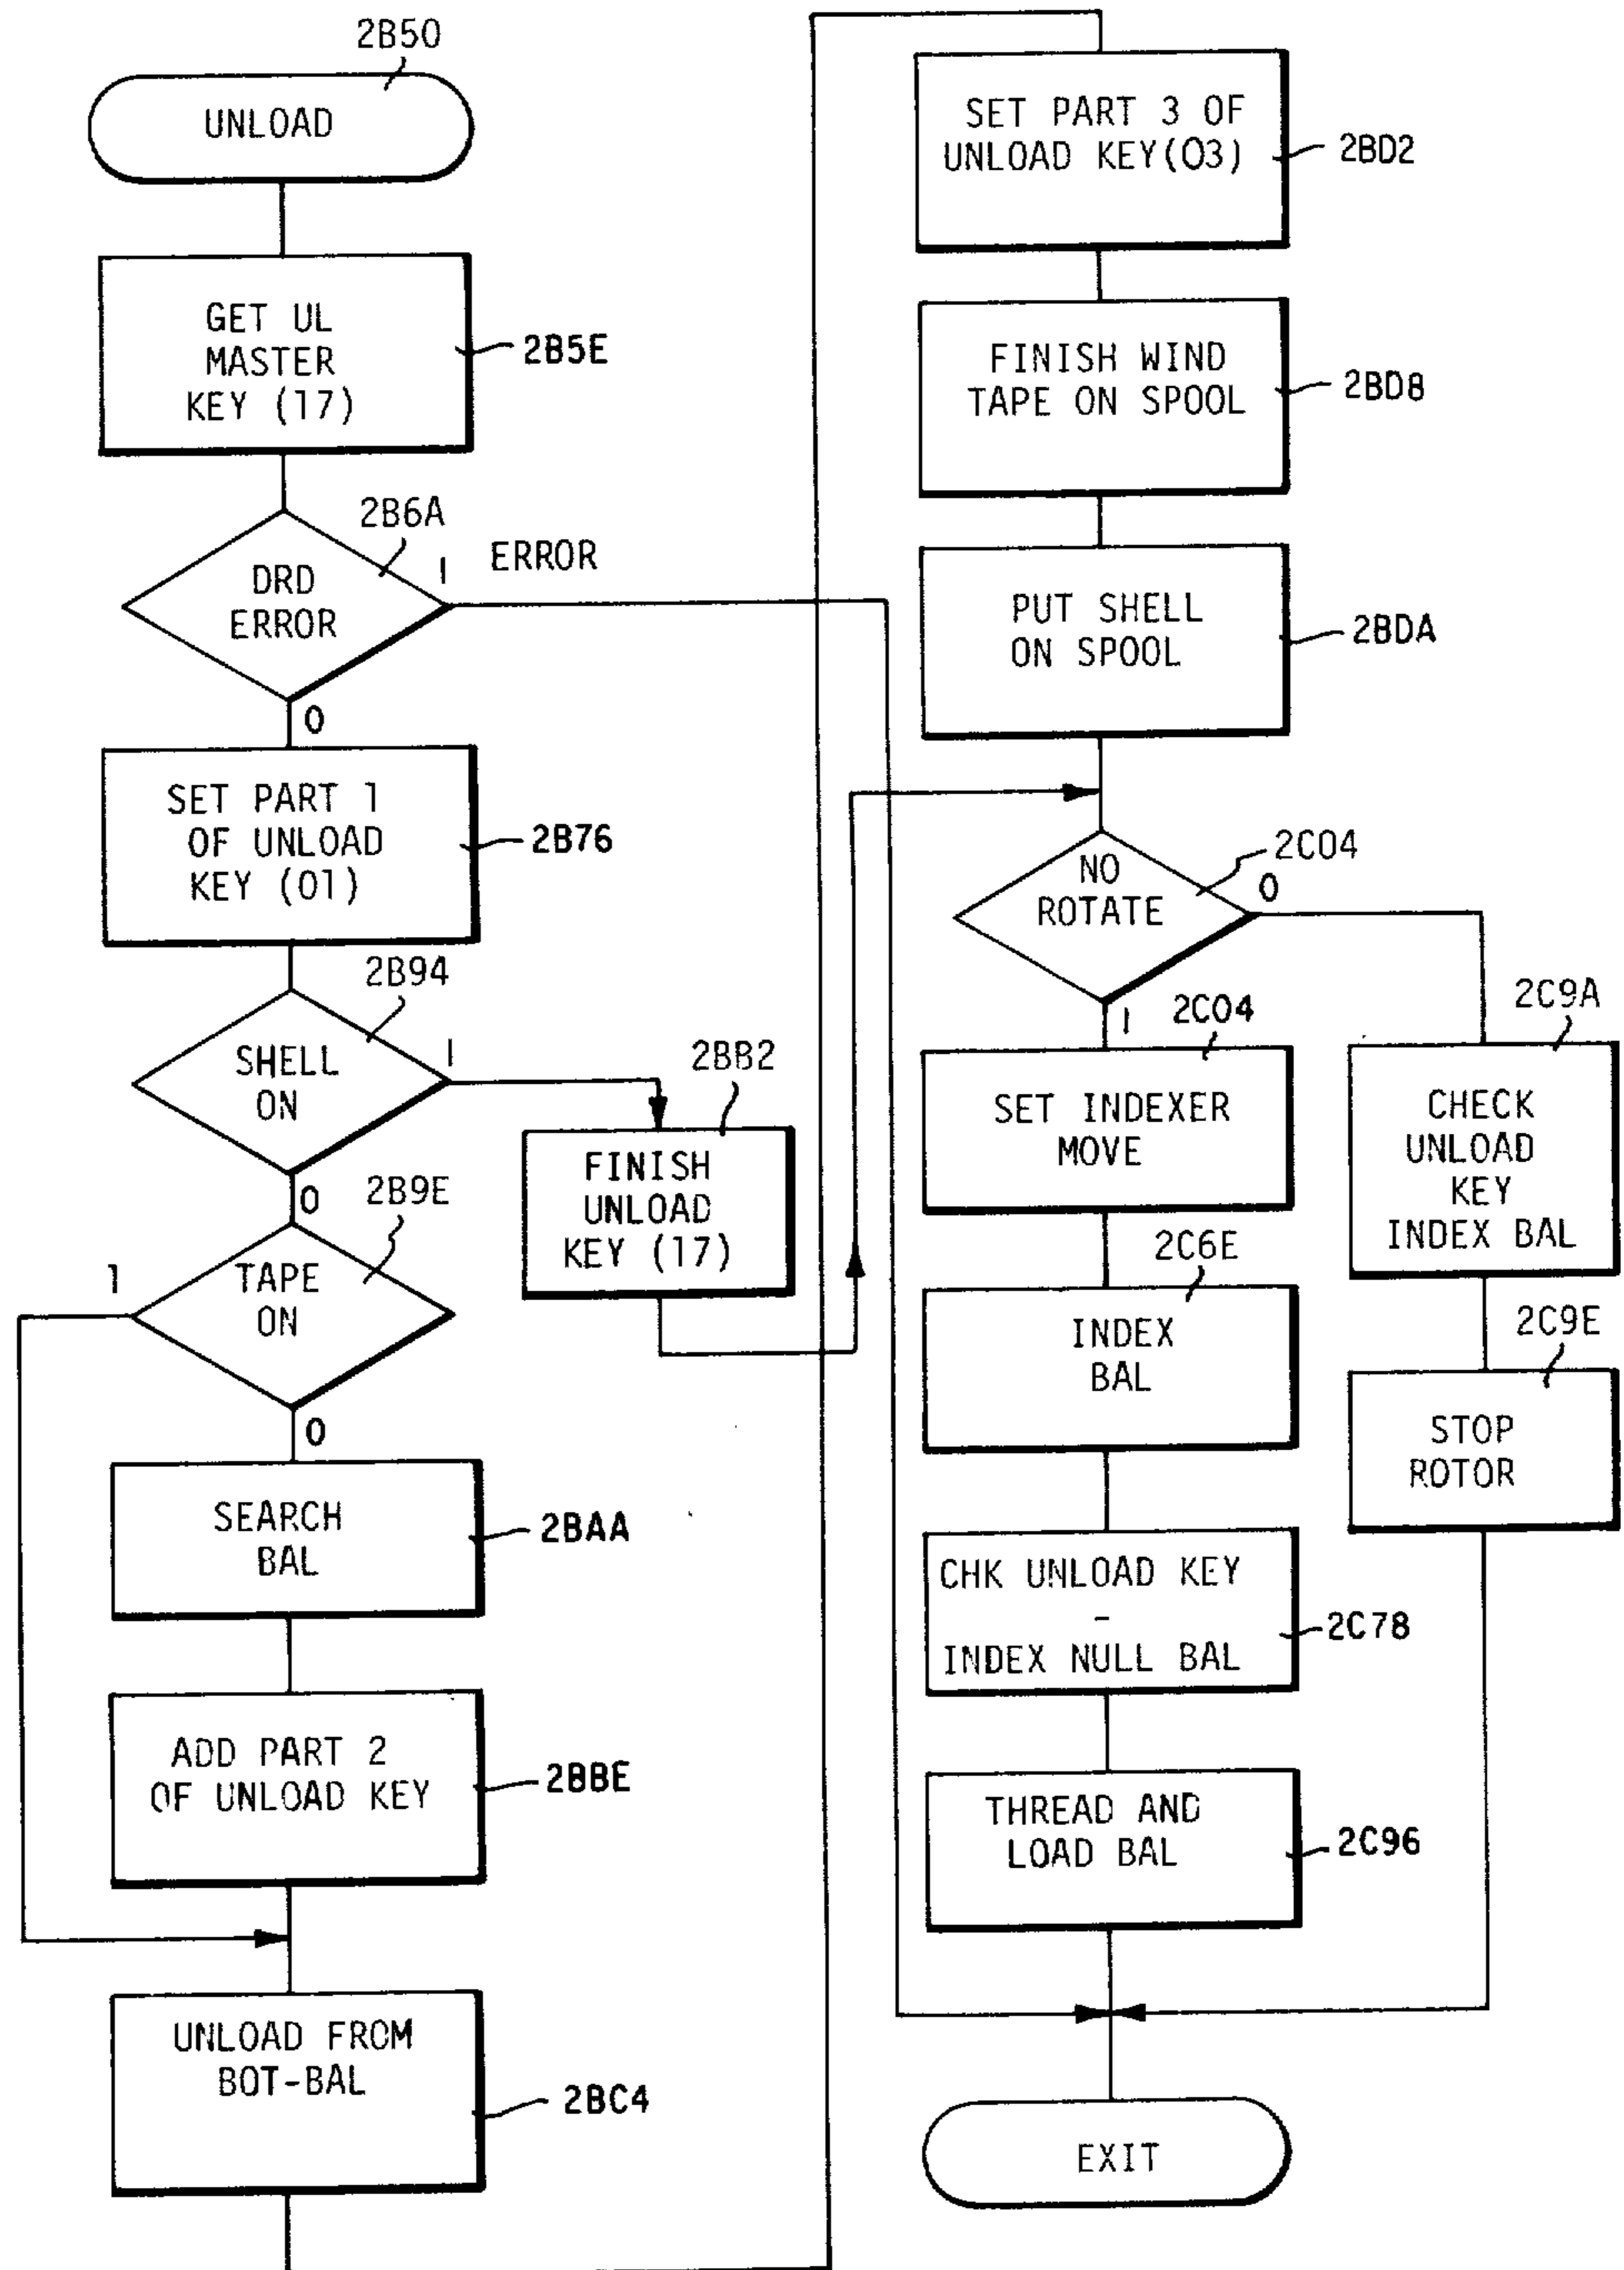 2B50
UNLOAD
GET UL
MASTER
KEY (17)
2B5E
2B6A
DRD
ERROR
1
ERROR
0
SET PART 1
OF UNLOAD
KEY (01)
2B76
2B94
SHELL
ON
1
0
2BB2
FINISH
UNLOAD
KEY (17)
2B9E
TAPE
ON
1
0
SEARCH
BAL
2BAA
ADD PART 2
OF UNLOAD KEY
2BBE
UNLOAD FROM
BOT-BAL
2BC4
SET PART 3 OF
UNLOAD KEY(03)
2BD2
FINISH WIND
TAPE ON SPOOL
2BD8
PUT SHELL
ON SPOOL
2BDA
NO
ROTATE
2C04
0
1
2C04
SET INDEXER
MOVE
2C6E
INDEX
BAL
CHK UNLOAD KEY
-
INDEX NULL BAL
2C78
THREAD AND
LOAD BAL
2C96
2C9A
CHECK
UNLOAD
KEY
INDEX BAL
2C9E
STOP
ROTOR
EXIT